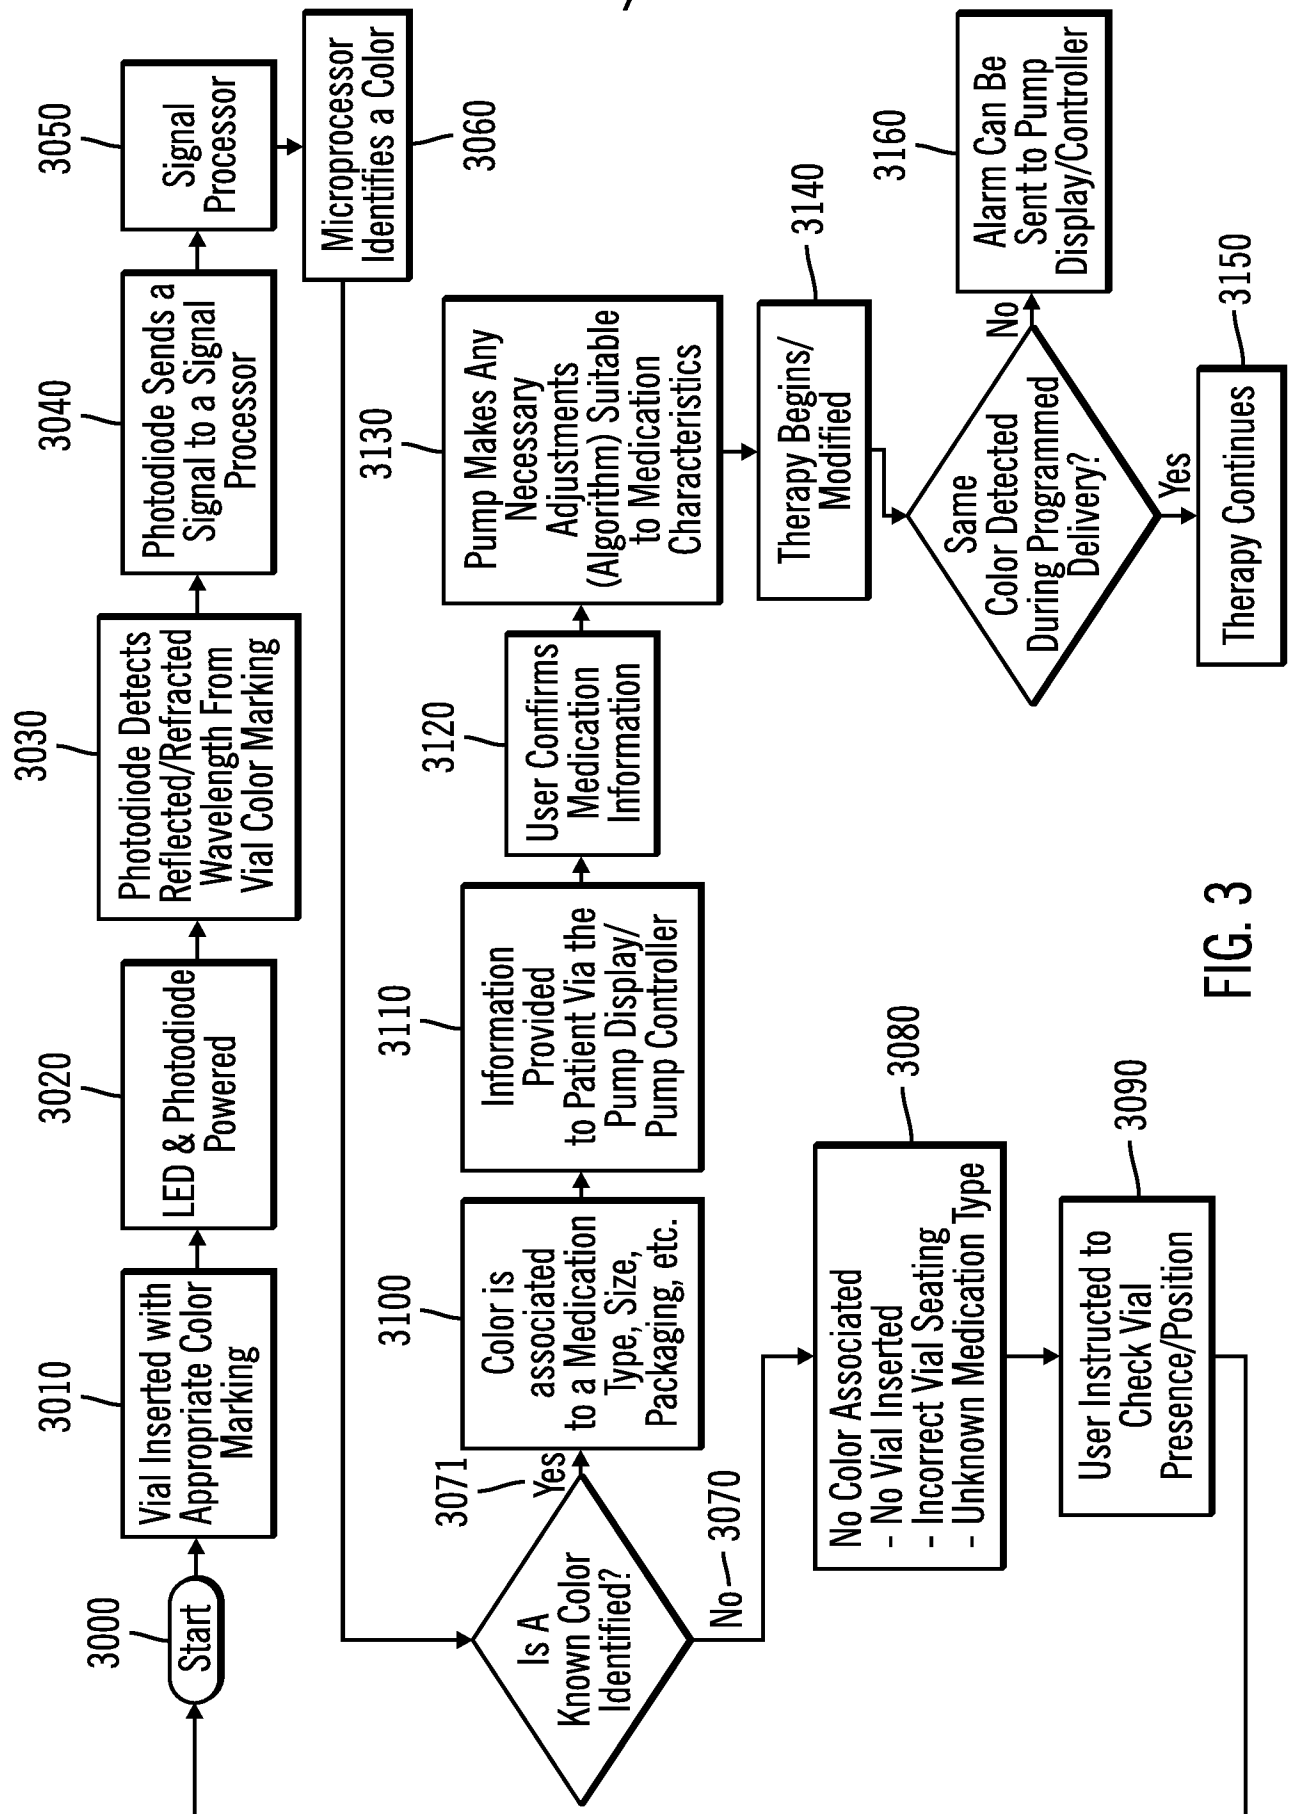 3000
Start
3010
Vial Inserted with
Appropriate Color
Marking
3020
LED & Photodiode
Powered
3030
Photodiode Detects
Reflected/Refracted
Wavelength From
Vial Color Marking
3040
Photodiode Sends a
Signal to a Signal
Processor
3050
Signal
Processor
Microprocessor
Identifies a Color
3060
Is A
Known Color
Identified?
3071
Yes
No
3070
3100
Color is
associated
to a Medication
Type, Size,
Packaging, etc.
3110
Information
Provided
to Patient Via the
Pump Display/
Pump Controller
3120
User Confirms
Medication
Information
3130
Pump Makes Any
Necessary
Adjustments
(Algorithm) Suitable
to Medication
Characteristics
3080
No Color Associated
- No Vial Inserted
- Incorrect Vial Seating
- Unknown Medication Type
3090
User Instructed to
Check Vial
Presence/Position
3140
Therapy Begins/
Modified
Same
Color Detected
During Programmed
Delivery?
No
3160
Alarm Can Be
Sent to Pump
Display/Controller
Yes
3150
Therapy Continues
FIG. 3